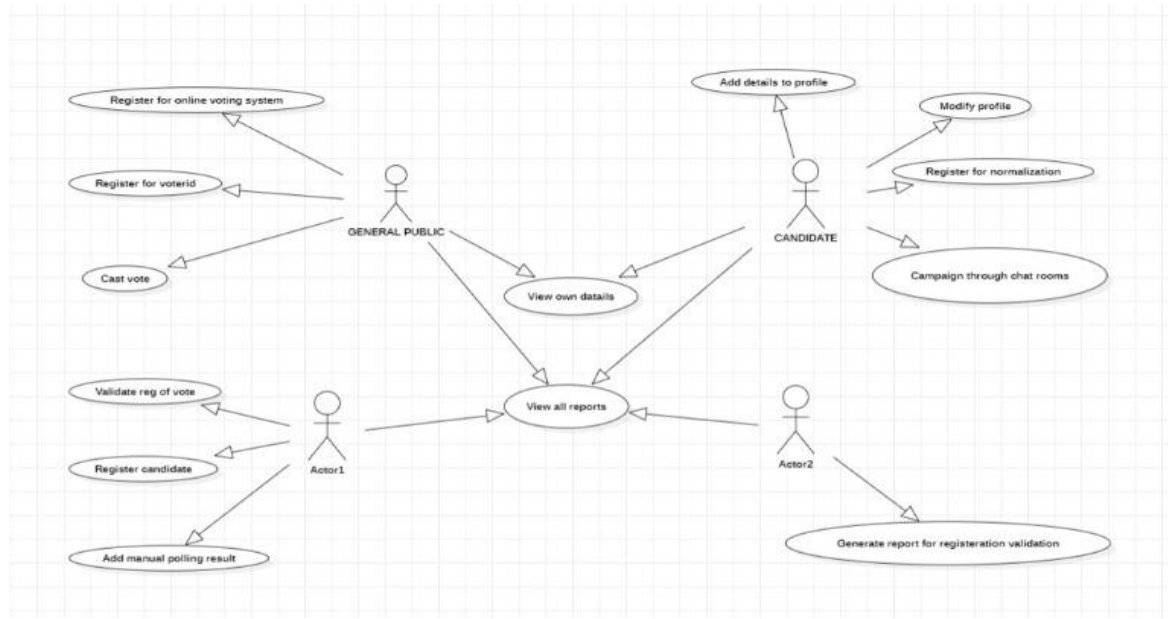 Add details to profile
Register for online voting system
Modify profile
Register for voterid
Register for normalization
GENERAL PUBLIC
CANDIDATE
Cast vote
View own datails
Campaign through chat rooms
Validate reg of vote
View all reports
Register candidate
Actor1
Actor2
Add manual polling result
Generate report for registeration validation